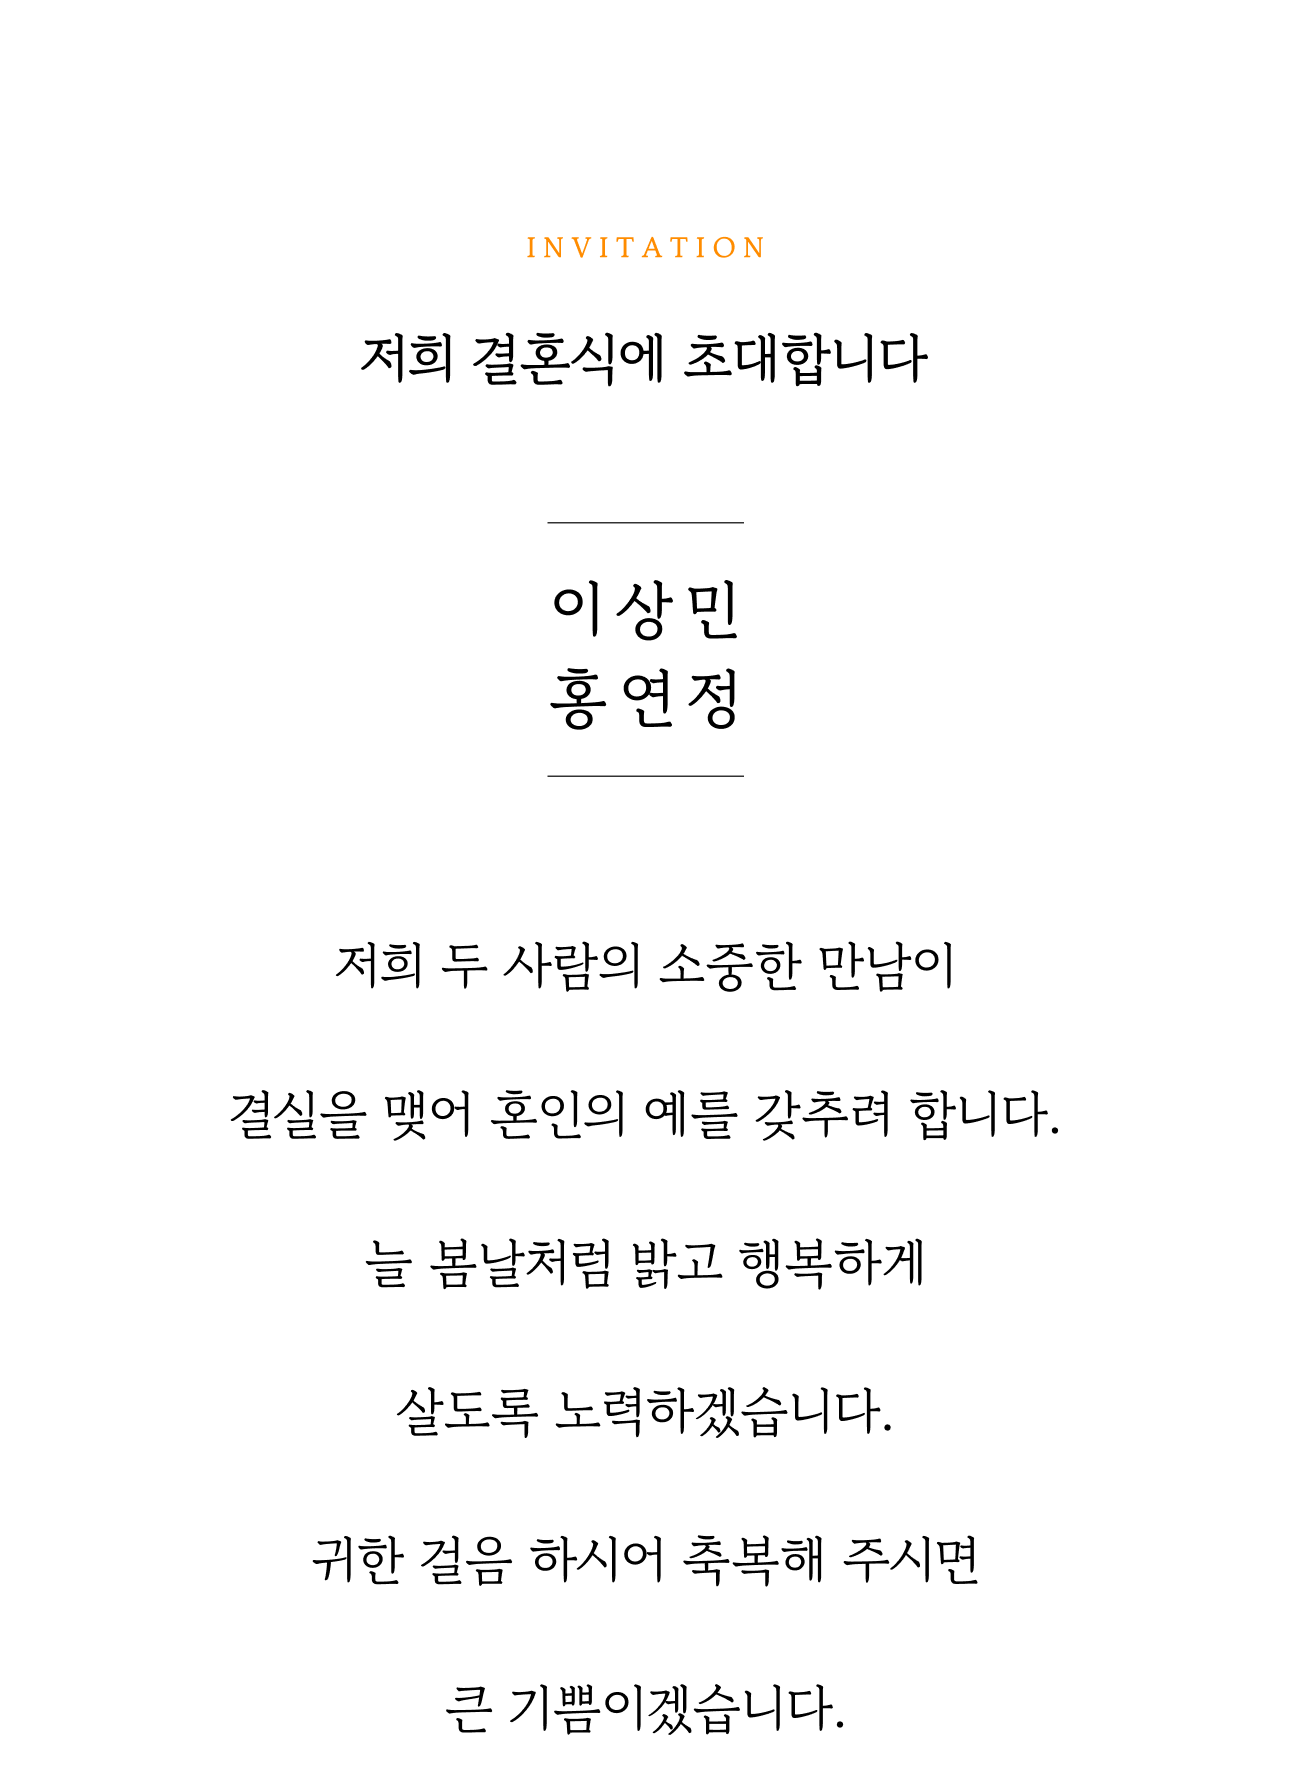 INVITATION
저희 결혼식에 초대합니다
이상민
홍연정
저희 두 사람의 소중한 만남이
결실을 맺어 혼인의 예를 갖추려 합니다.
늘 봄날처럼 밝고 행복하게
살도록 노력하겠습니다.
귀한 걸음 하시어 축복해 주시면
큰 기쁨이겠습니다.